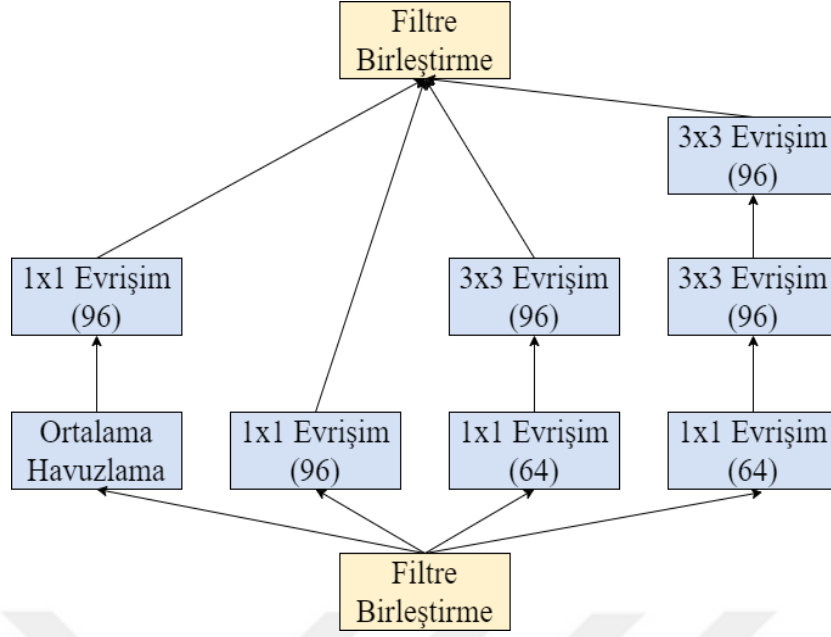 Filtre
Birleştirme
3x3 Evrişim
(96)
1x1 Evrişim
(96)
3x3 Evrişim
(96)
3x3 Evrişim
(96)
Ortalama
Havuzlama
1x1 Evrişim
(96)
1x1 Evrişim
(64)
1x1 Evrişim
(64)
Filtre
Birleştirme